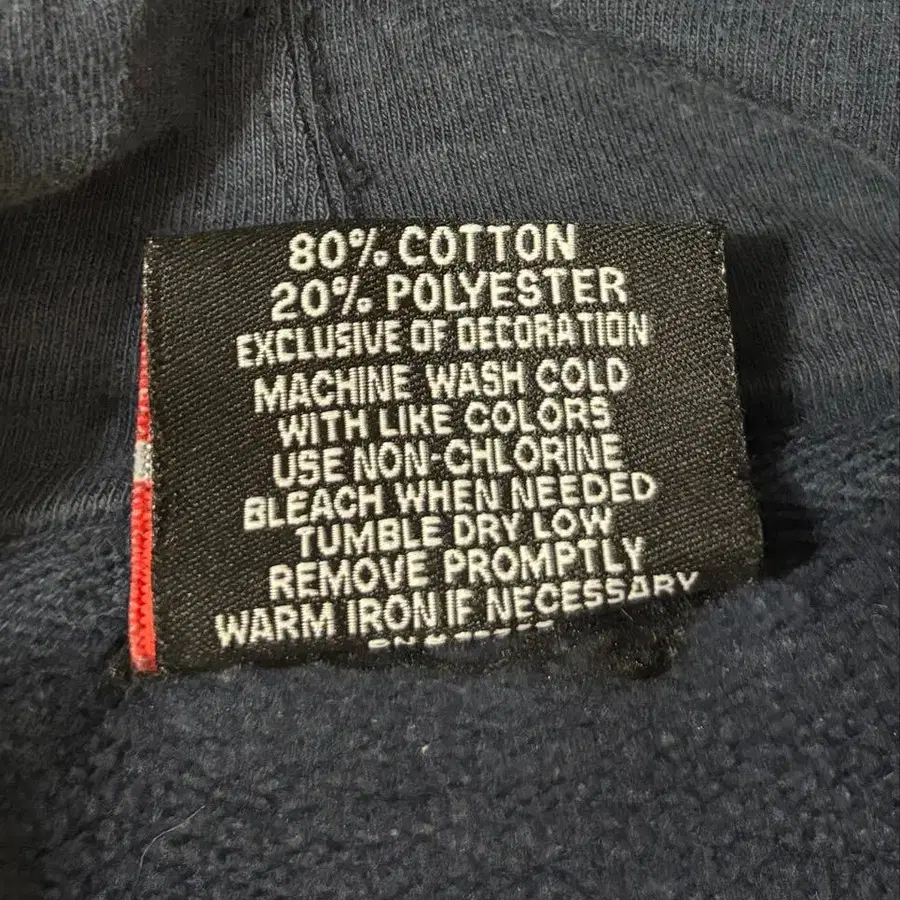 80% COTTON
20% POLYESTER
EXCLUSIVE OF DECORATION
MACHINE WASH COLD
WITH LIKE COLORS
USE NON-CHLORINE
BLEACH WHEN NEEDED
TUMBLE DRY LOW
REMOVE PROMPTLY
WARM IRON IF NECESSARY